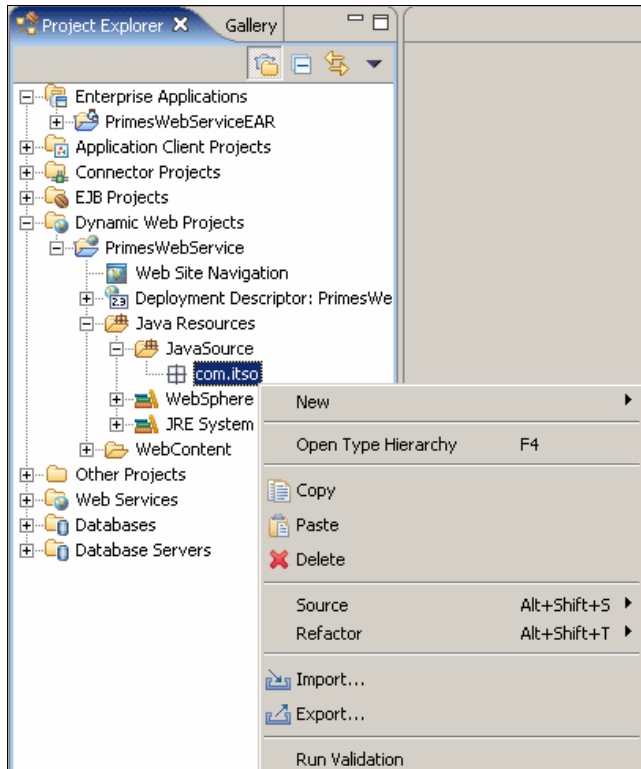 Project Explorer Gallery
Enterprise Applications
PrimesWebServiceEAR
Application Client Projects
Connector Projects
EJB Projects
Dynamic Web Projects
PrimesWebService
Web Site Navigation
2.3 Deployment Descriptor: PrimesWe
Java Resources
JavaSource
com.itso
WebSphere
JRE System
WebContent
Other Projects
Web Services
Databases
Database Servers
New
Open Type Hierarchy F4
Copy
Paste
Delete
Source Alt+Shift+S
Refactor Alt+Shift+T
Import...
Export...
Run Validation